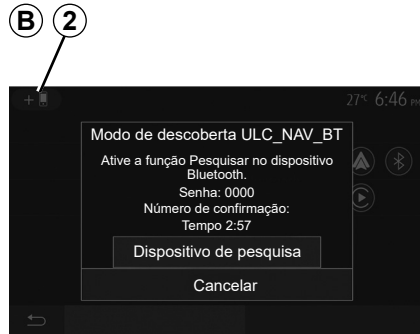 B 2
27°C 6:46 PM
Modo de descoberta ULC_NAV_BT
Ative a função Pesquisar no dispositivo
Bluetooth.
Senha: 0000
Número de confirmação:
Tempo 2:57
Dispositivo de pesquisa
Cancelar